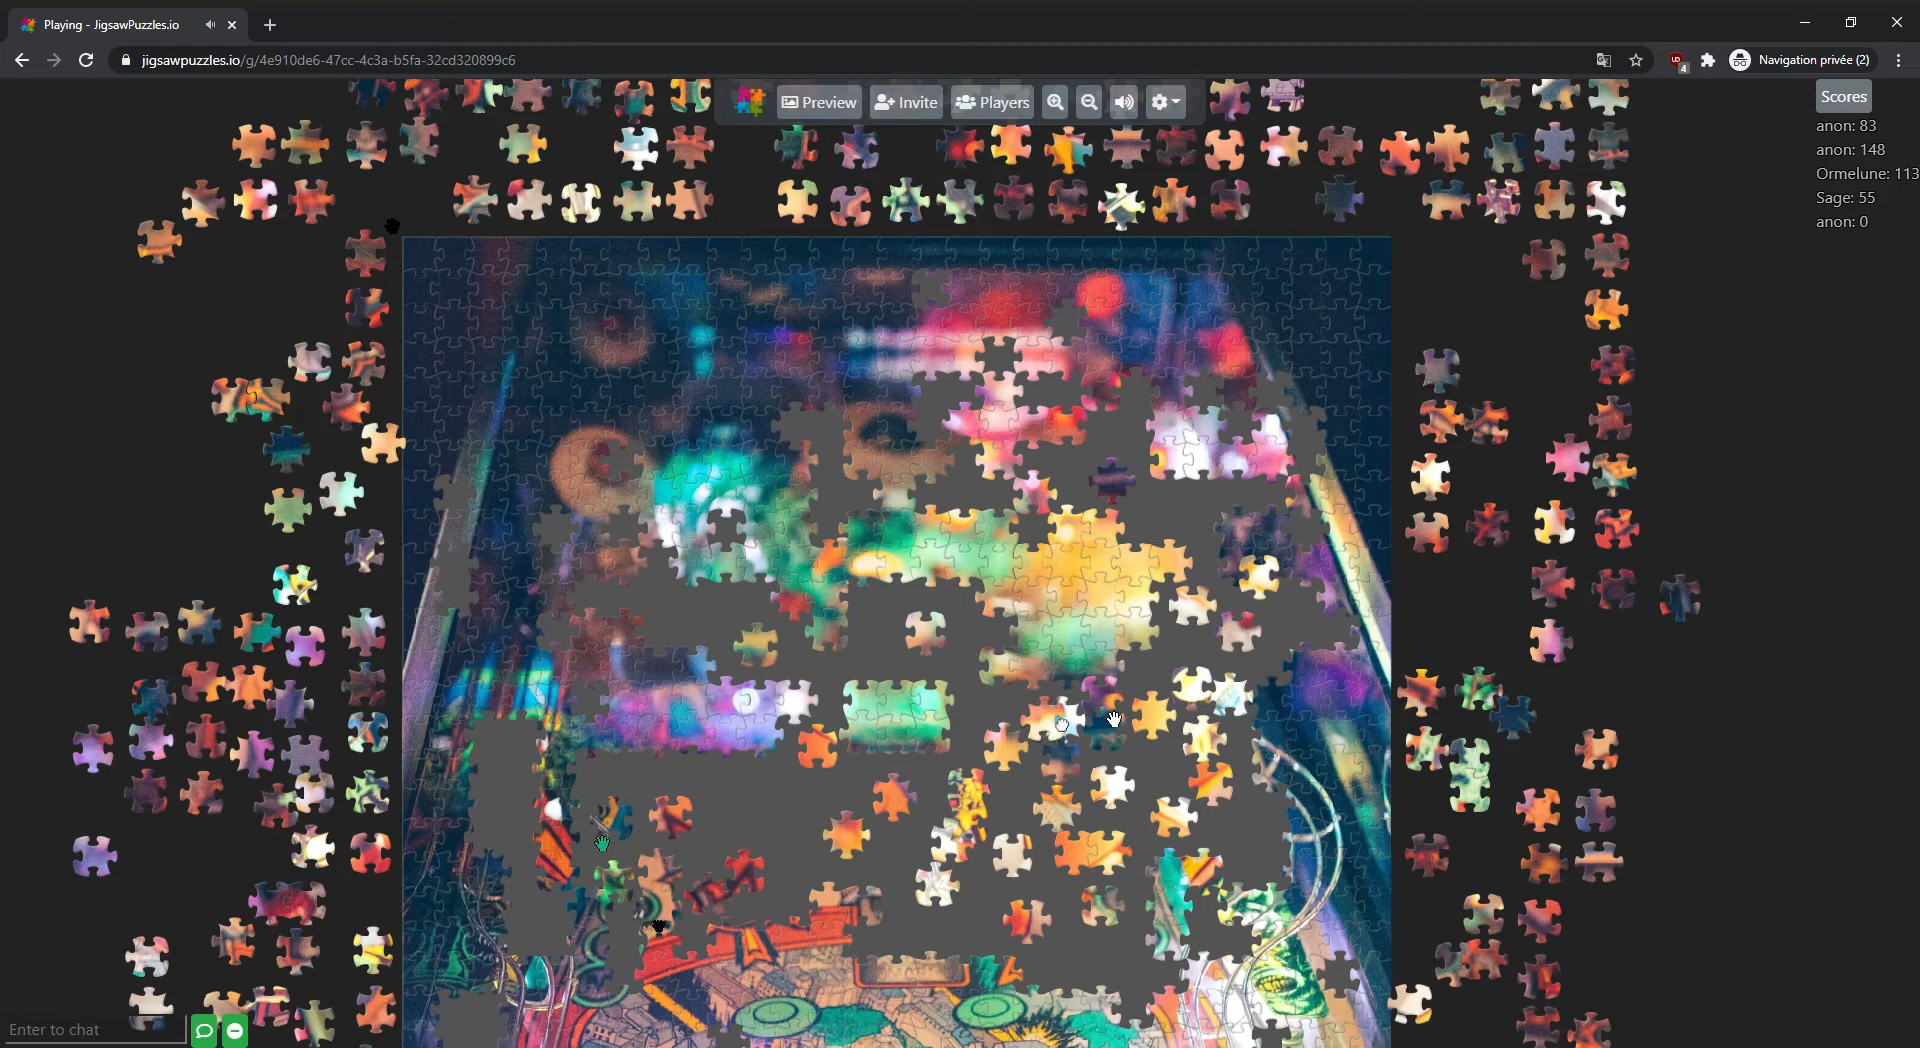 Playing - JigsawPuzzles.io
jigsawpuzzles.io/g/4e910de6-47cc-4c3a-b5fa-32cd320899c6
4
Navigation privée (2)
Preview
Invite
Players
Scores
anon: 83
anon: 148
Ormelune: 113
Sage: 55
anon: 0
Enter to chat